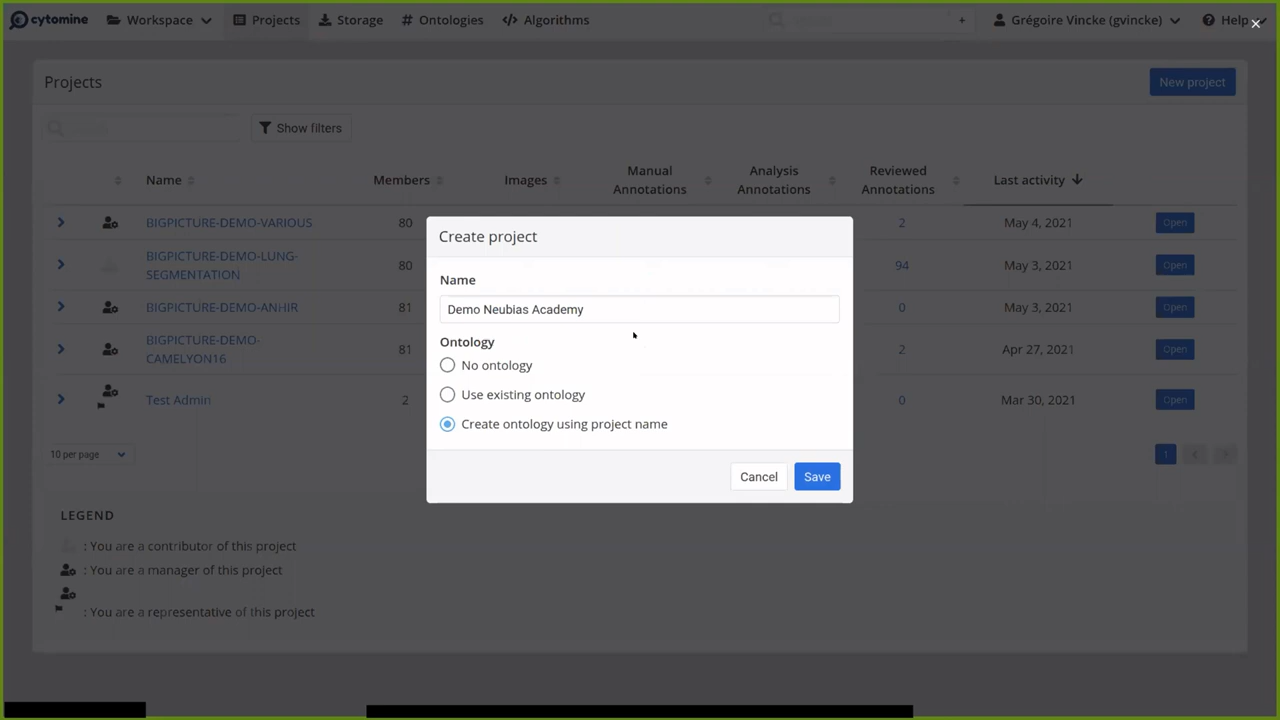 cytomine Workspace Projects Storage Ontologies Algorithms + Grégoire Vincke (gvincke) Help
Projects
New project
Show filters
Name Members Images Manual Annotations Analysis Annotations Reviewed Annotations Last activity
BIGPICTURE-DEMO-VARIOUS 80 2 May 4, 2021 Open
BIGPICTURE-DEMO-LUNG-
SEGMENTATION 80 94 May 3, 2021 Open
BIGPICTURE-DEMO-ANHIR 81 0 May 3, 2021 Open
BIGPICTURE-DEMO-
CAMELYON16 81 2 Apr 27, 2021 Open
Test Admin 2 0 Mar 30, 2021 Open
Create project
Name
Demo Neubias Academy
Ontology
No ontology
Use existing ontology
Create ontology using project name
Cancel Save
10 per page 1
LEGEND
: You are a contributor of this project
: You are a manager of this project
: You are a representative of this project